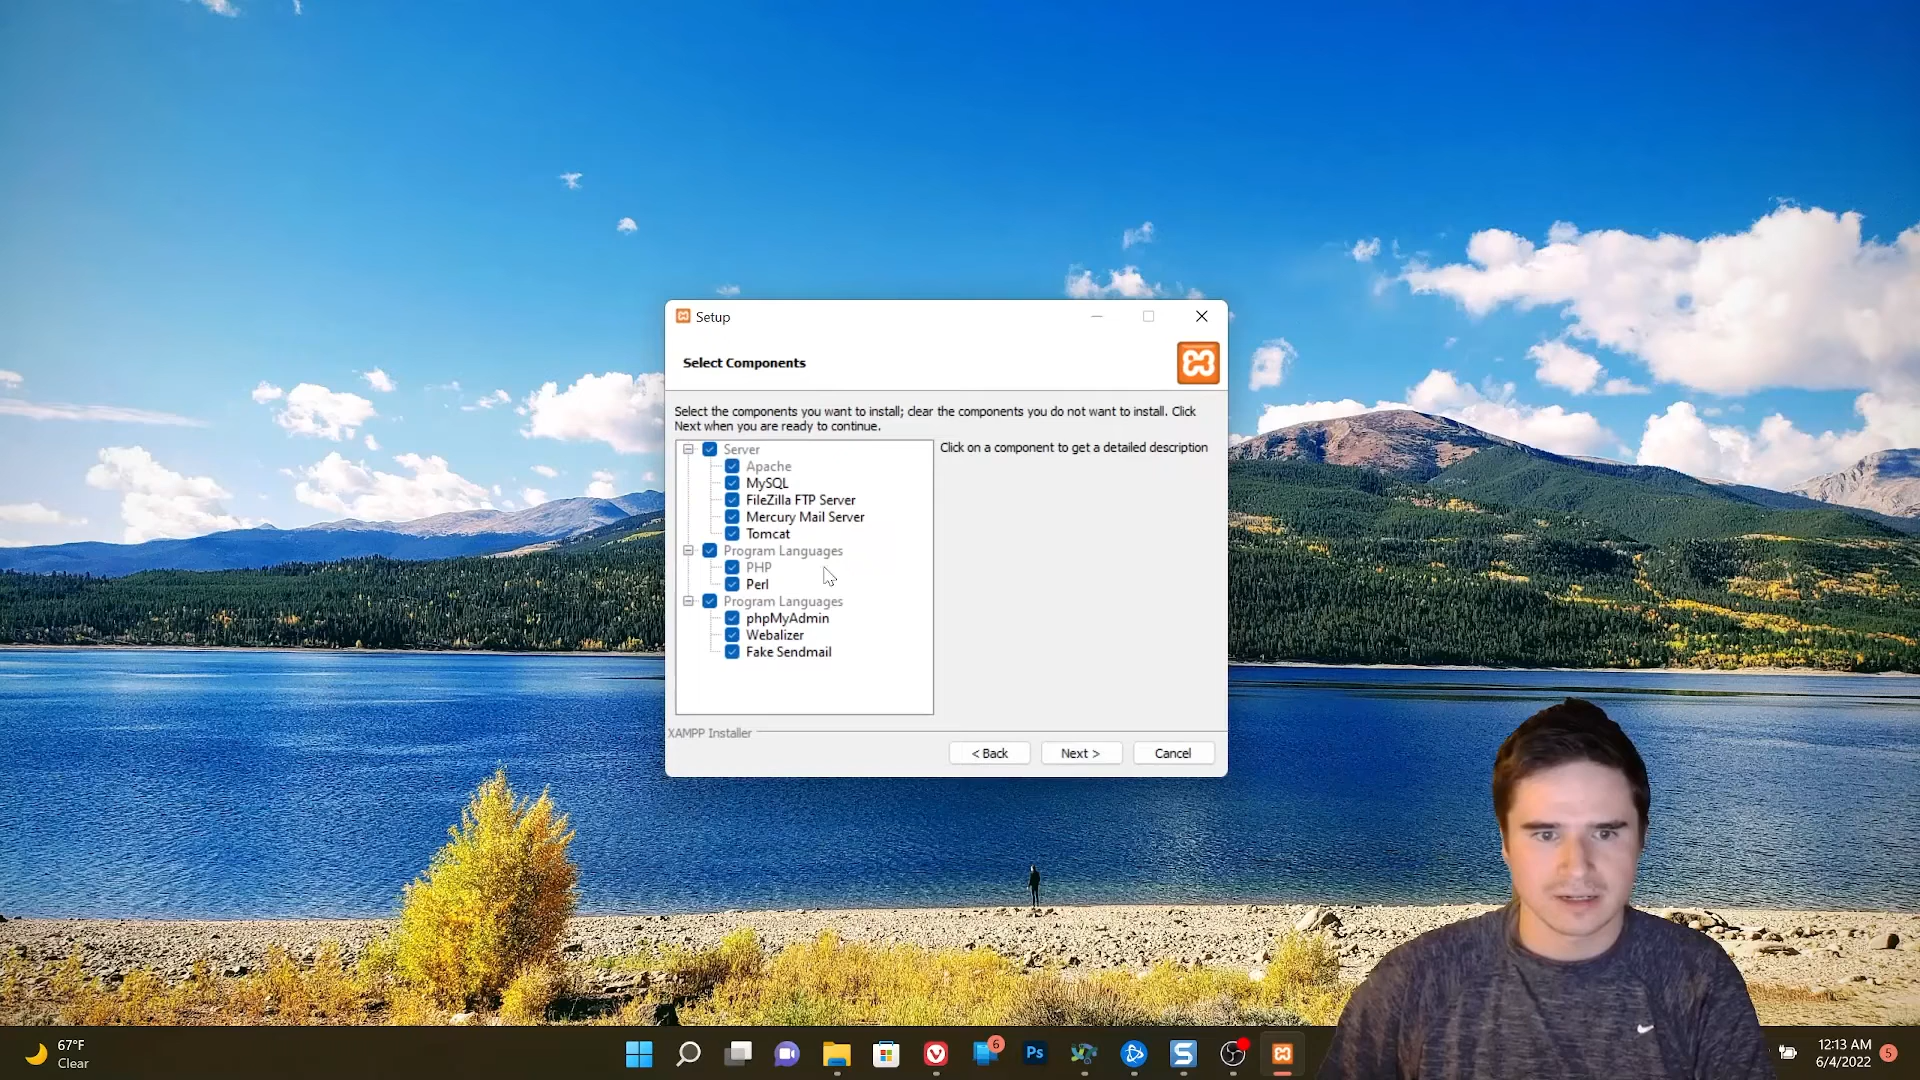 Setup
Select Components
Select the components you want to install; clear the components you do not want to install. Click
Next when you are ready to continue.
Server
Apache
MySQL
FileZilla FTP Server
Mercury Mail Server
Tomcat
Program Languages
PHP
Perl
Program Languages
phpMyAdmin
Webalizer
Fake Sendmail
Click on a component to get a detailed description
XAMPP Installer
< Back
Next >
Cancel
67°F
Clear
6
Ps
S
12:13 AM
6/4/2022
5